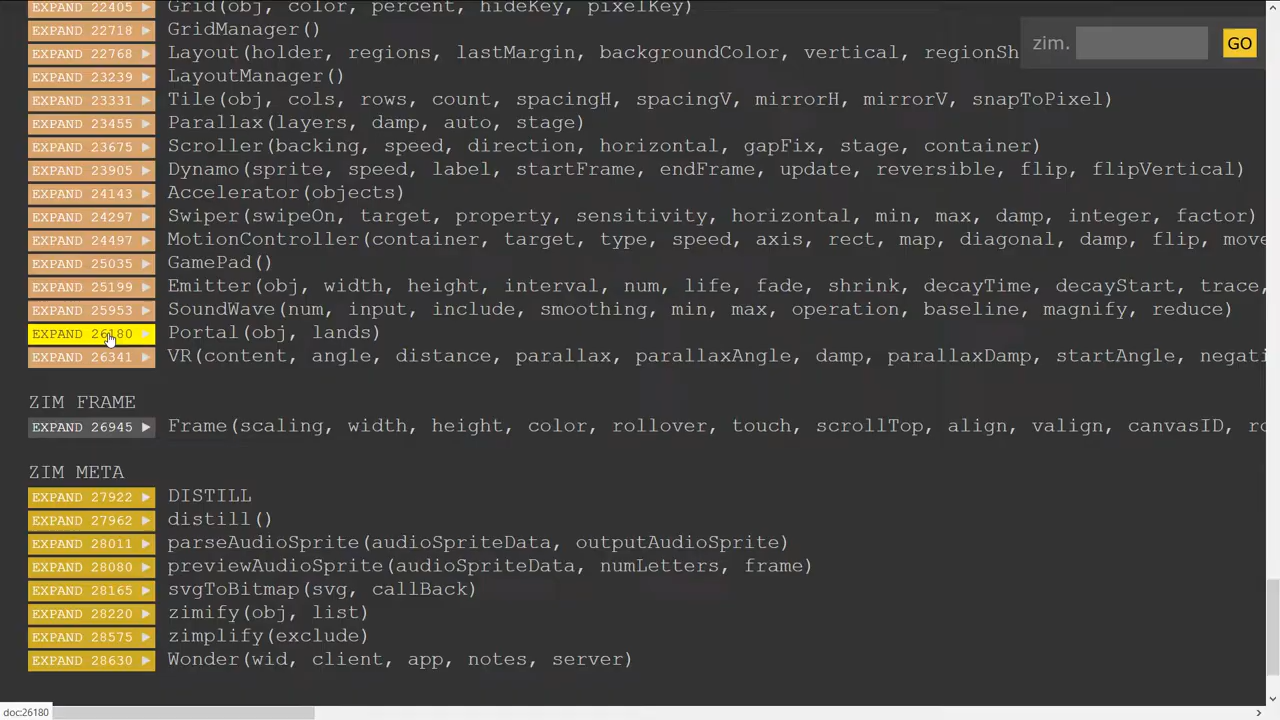 EXPAND 22405 ▶ Grid(obj, color, percent, hideKey, pixelKey)
EXPAND 22718 ▶ GridManager()
EXPAND 22768 ▶ Layout(holder, regions, lastMargin, backgroundColor, vertical, regionSh
zim. GO
EXPAND 23239 ▶ LayoutManager()
EXPAND 23331 ▶ Tile(obj, cols, rows, count, spacingH, spacingV, mirrorH, mirrorV, snapToPixel)
EXPAND 23455 ▶ Parallax(layers, damp, auto, stage)
EXPAND 23675 ▶ Scroller(backing, speed, direction, horizontal, gapFix, stage, container)
EXPAND 23905 ▶ Dynamo(sprite, speed, label, startFrame, endFrame, update, reversible, flip, flipVertical)
EXPAND 24143 ▶ Accelerator(objects)
EXPAND 24297 ▶ Swiper(swipeOn, target, property, sensitivity, horizontal, min, max, damp, integer, factor)
EXPAND 24497 ▶ MotionController(container, target, type, speed, axis, rect, map, diagonal, damp, flip, move
EXPAND 25035 ▶ GamePad()
EXPAND 25199 ▶ Emitter(obj, width, height, interval, num, life, fade, shrink, decayTime, decayStart, trace,
EXPAND 25953 ▶ SoundWave(num, input, include, smoothing, min, max, operation, baseline, magnify, reduce)
EXPAND 26180 ▶ Portal(obj, lands)
EXPAND 26341 ▶ VR(content, angle, distance, parallax, parallaxAngle, damp, parallaxDamp, startAngle, negati
ZIM FRAME
EXPAND 26945 ▶ Frame(scaling, width, height, color, rollover, touch, scrollTop, align, valign, canvasID, ro
ZIM META
EXPAND 27922 ▶ DISTILL
EXPAND 27962 ▶ distill()
EXPAND 28011 ▶ parseAudioSprite(audioSpriteData, outputAudioSprite)
EXPAND 28080 ▶ previewAudioSprite(audioSpriteData, numLetters, frame)
EXPAND 28165 ▶ svgToBitmap(svg, callBack)
EXPAND 28220 ▶ zimify(obj, list)
EXPAND 28575 ▶ zimplify(exclude)
EXPAND 28630 ▶ Wonder(wid, client, app, notes, server)
doc:26180